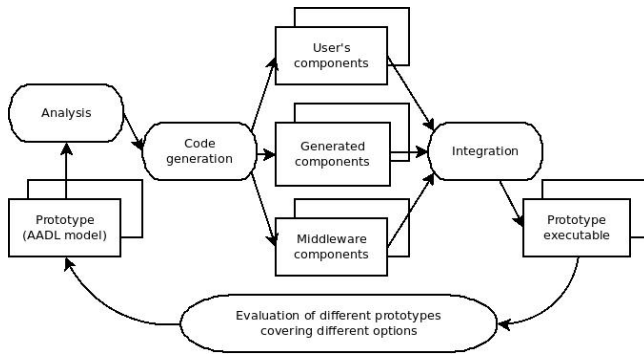 User's
components
Analysis
Code
generation
Generated
components
Integration
Prototype
(AADL model)
Middleware
components
Prototype
executable
Evaluation of different prototypes
covering different options